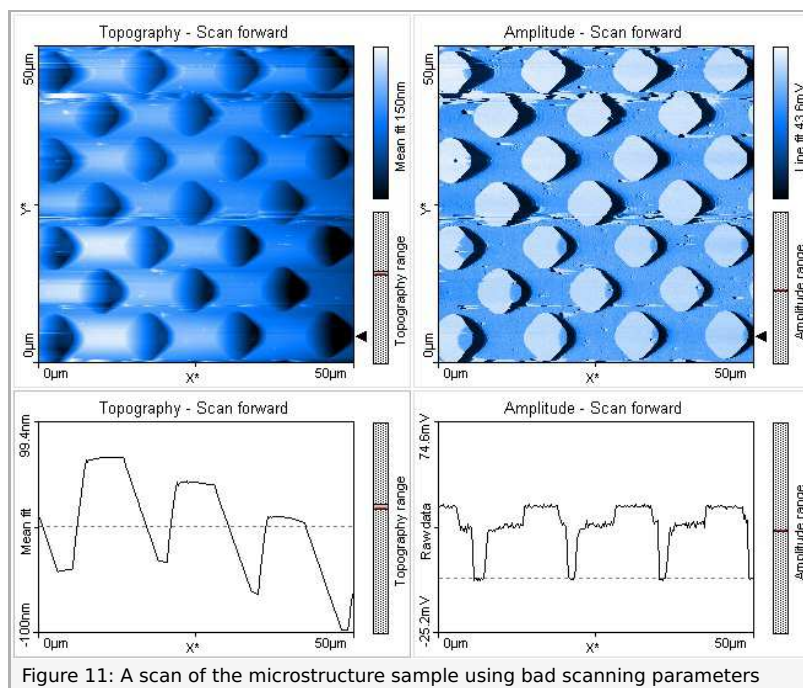 Topography - Scan forward
50µm
Y*
0µm
0µm
X*
50µm
Mean fit 150nm
Topography range
Amplitude - Scan forward
50µm
Y*
0µm
0µm
X*
50µm
Line fit 43.6mV
Amplitude range
Topography - Scan forward
99.4nm
Mean fit
-100nm
0µm
X*
50µm
Topography range
Amplitude - Scan forward
74.6mV
Raw data
-25.2mV
0µm
X*
50µm
Amplitude range
Figure 11: A scan of the microstructure sample using bad scanning parameters